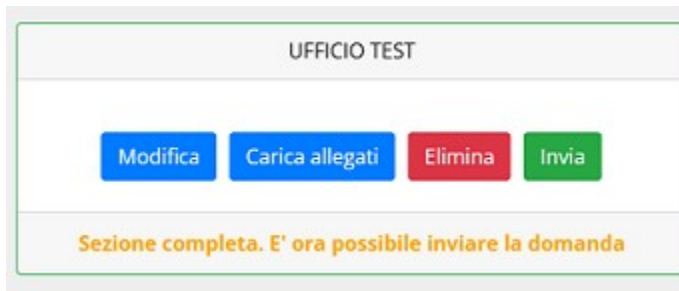 UFFICIO TEST
Modifica Carica allegati Elimina Invia
Sezione completa. E' ora possibile inviare la domanda